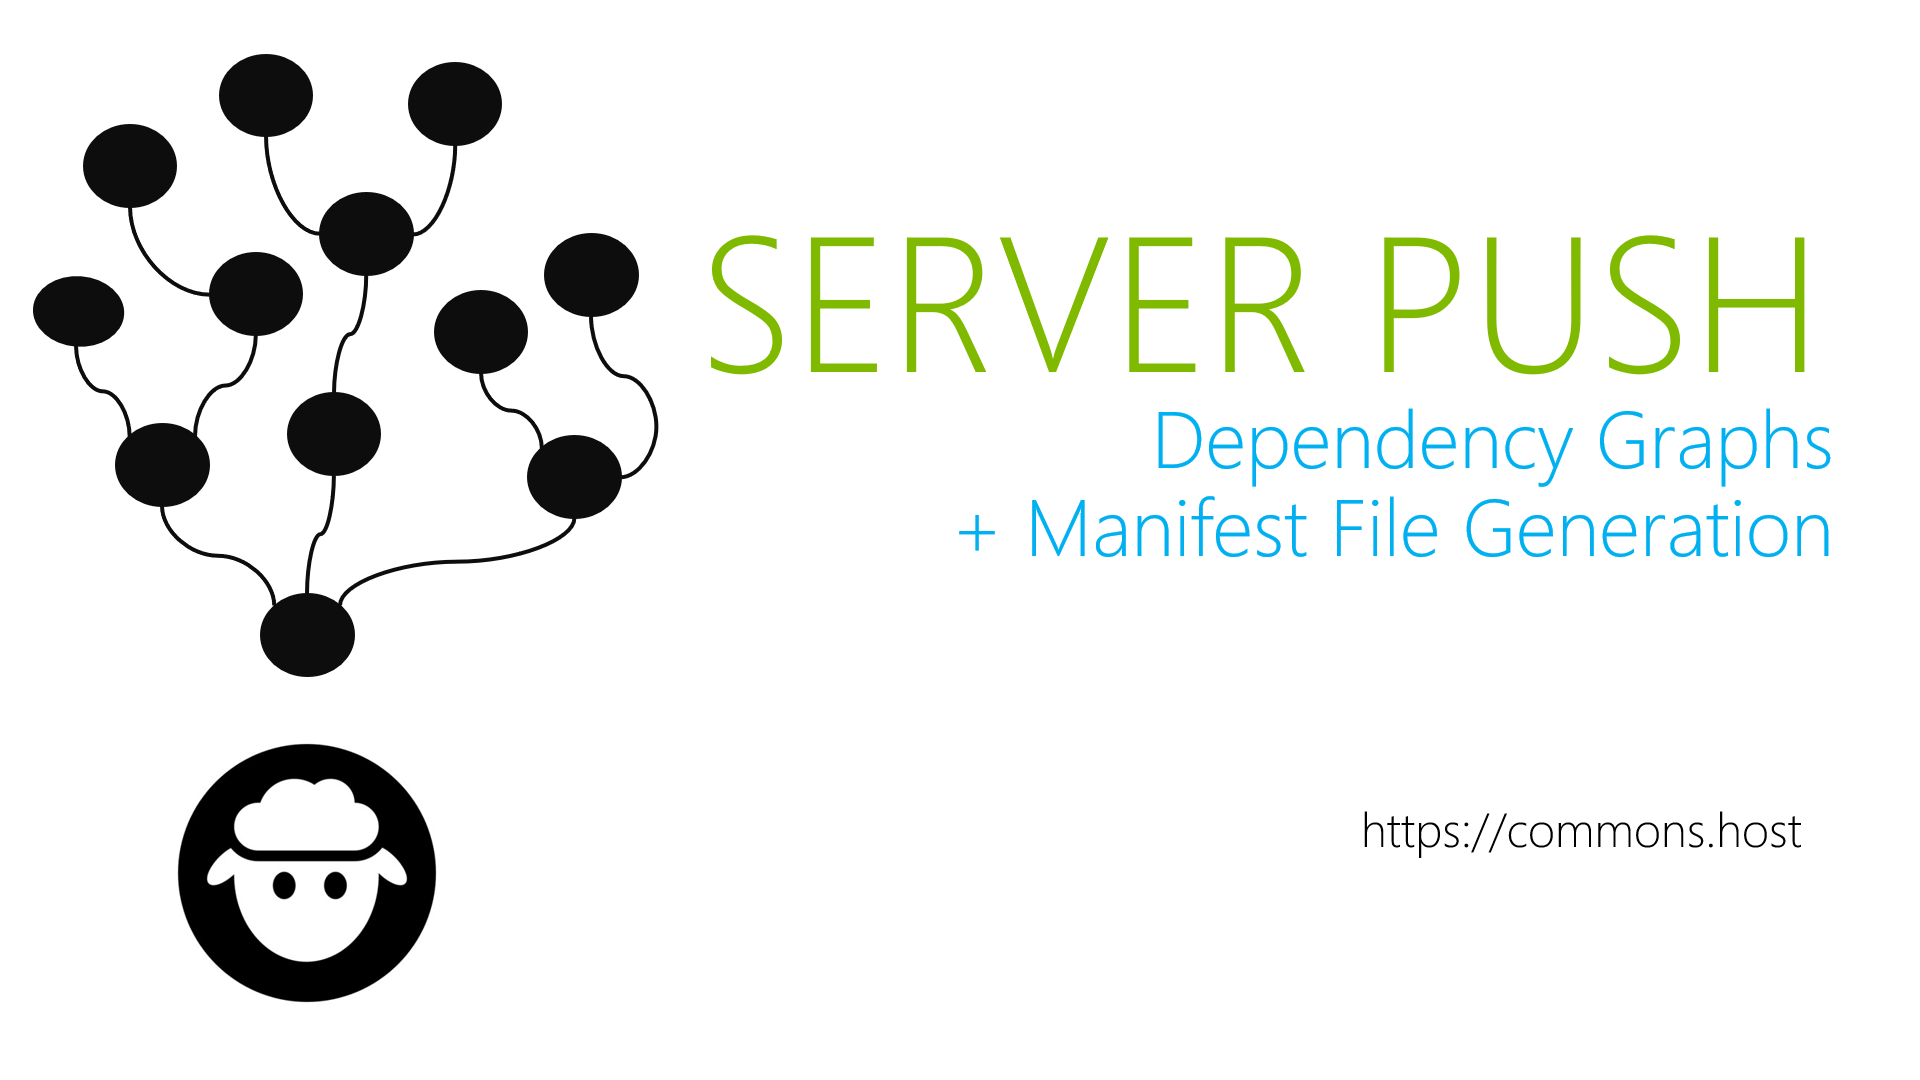 SERVER PUSH
Dependency Graphs
+ Manifest File Generation
https://commons.host